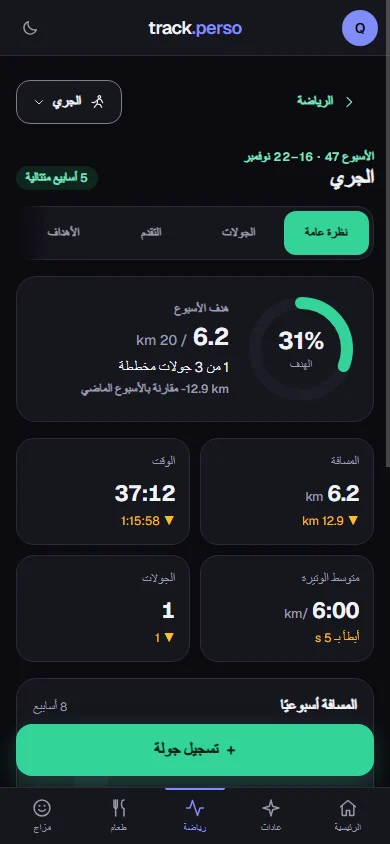 track.perso
Q
الرياضة
الجري
الأسبوع 47 · 16–22 نوفمبر
الجري
5 أسابيع متتالية
نظرة عامة
الجولات
التقدم
الأهداف
31%
الهدف
هدف الأسبوع
6.2 / 20 km
1 من 3 جولات مخططة
-12.9 km مقارنة بالأسبوع الماضي
المسافة
6.2 km
▼ 12.9 km
الوقت
37:12
▼ 1:15:58
متوسط الوتيرة
6:00 /km
أبطأ بـ 5 s
الجولات
1
▼ 1
المسافة أسبوعيًا
8 أسابيع
+ تسجيل جولة
الرئيسية
عادات
رياضة
طعام
مزاج